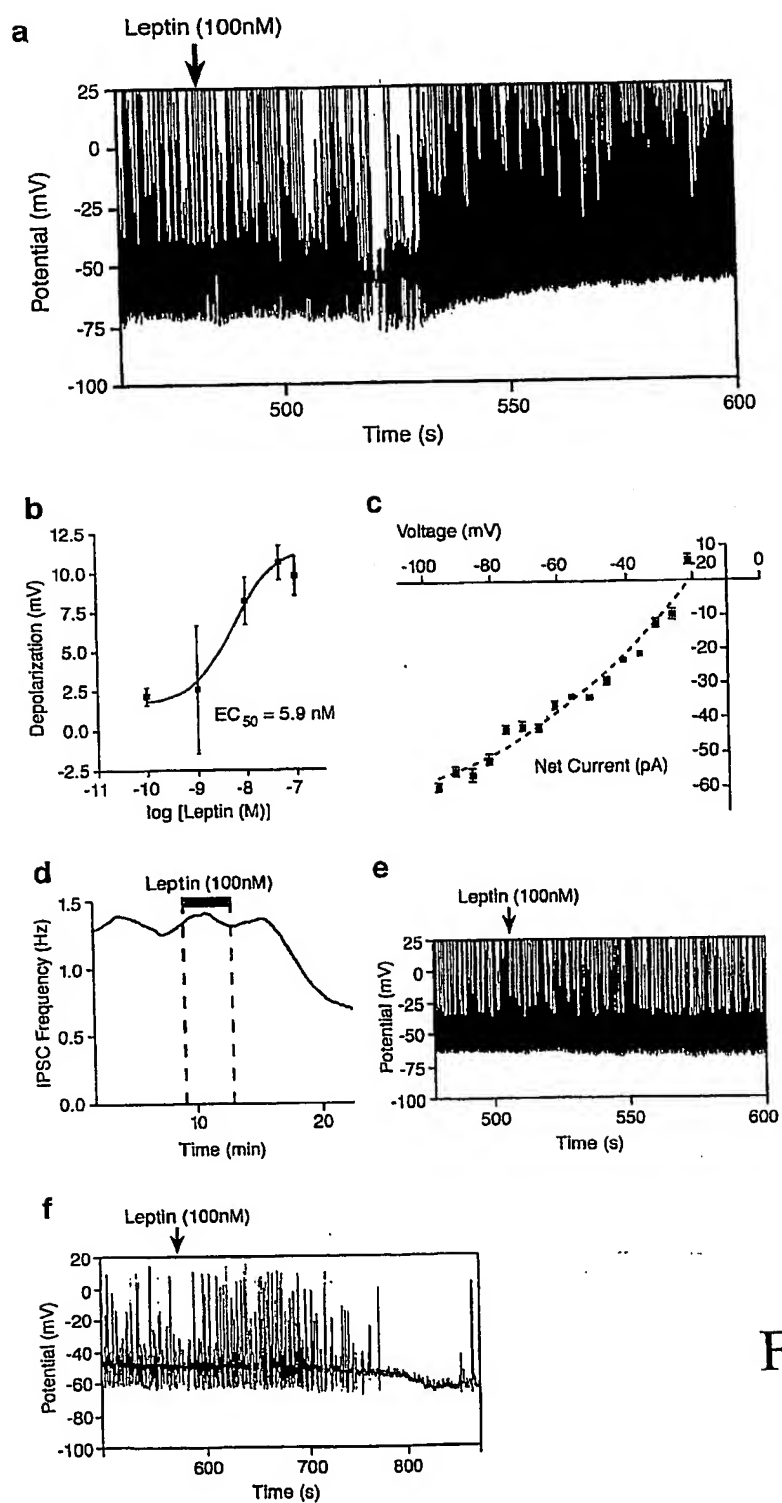 a
Leptin (100nM)
25
0
-25
-50
-75
-100
Potential (mV)
500
550
600
Time (s)
b
12.5
10.0
7.5
5.0
2.5
0.0
-2.5
Depolarization (mV)
EC50 = 5.9 nM
-11
-10
-9
-8
-7
log [Leptin (M)]
c
Voltage (mV)
-100
-80
-60
-40
-20
0
10
-10
-20
-30
-40
-50
-60
Net Current (pA)
d
Leptin (100nM)
1.5
1.0
0.5
0.0
IPSC Frequency (Hz)
10
20
Time (min)
e
Leptin (100nM)
25
0
-25
-50
-75
-100
Potential (mV)
500
550
600
Time (s)
f
Leptin (100nM)
20
0
-20
-40
-60
-80
-100
Potential (mV)
600
700
800
Time (s)